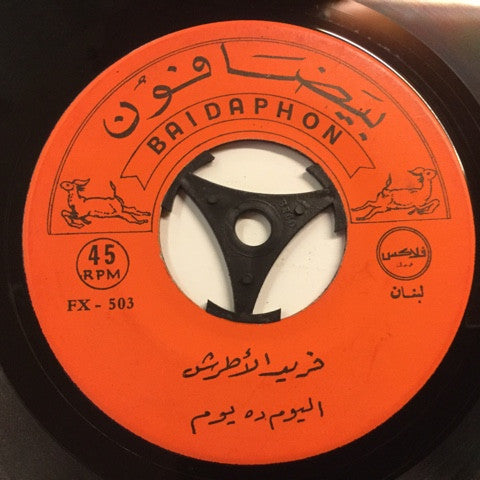 بيضافون
BAIDAPHON
45
RPM
FX - 503
فلاكس
لبنان
فريد الأطرش
اليوم ده يوم